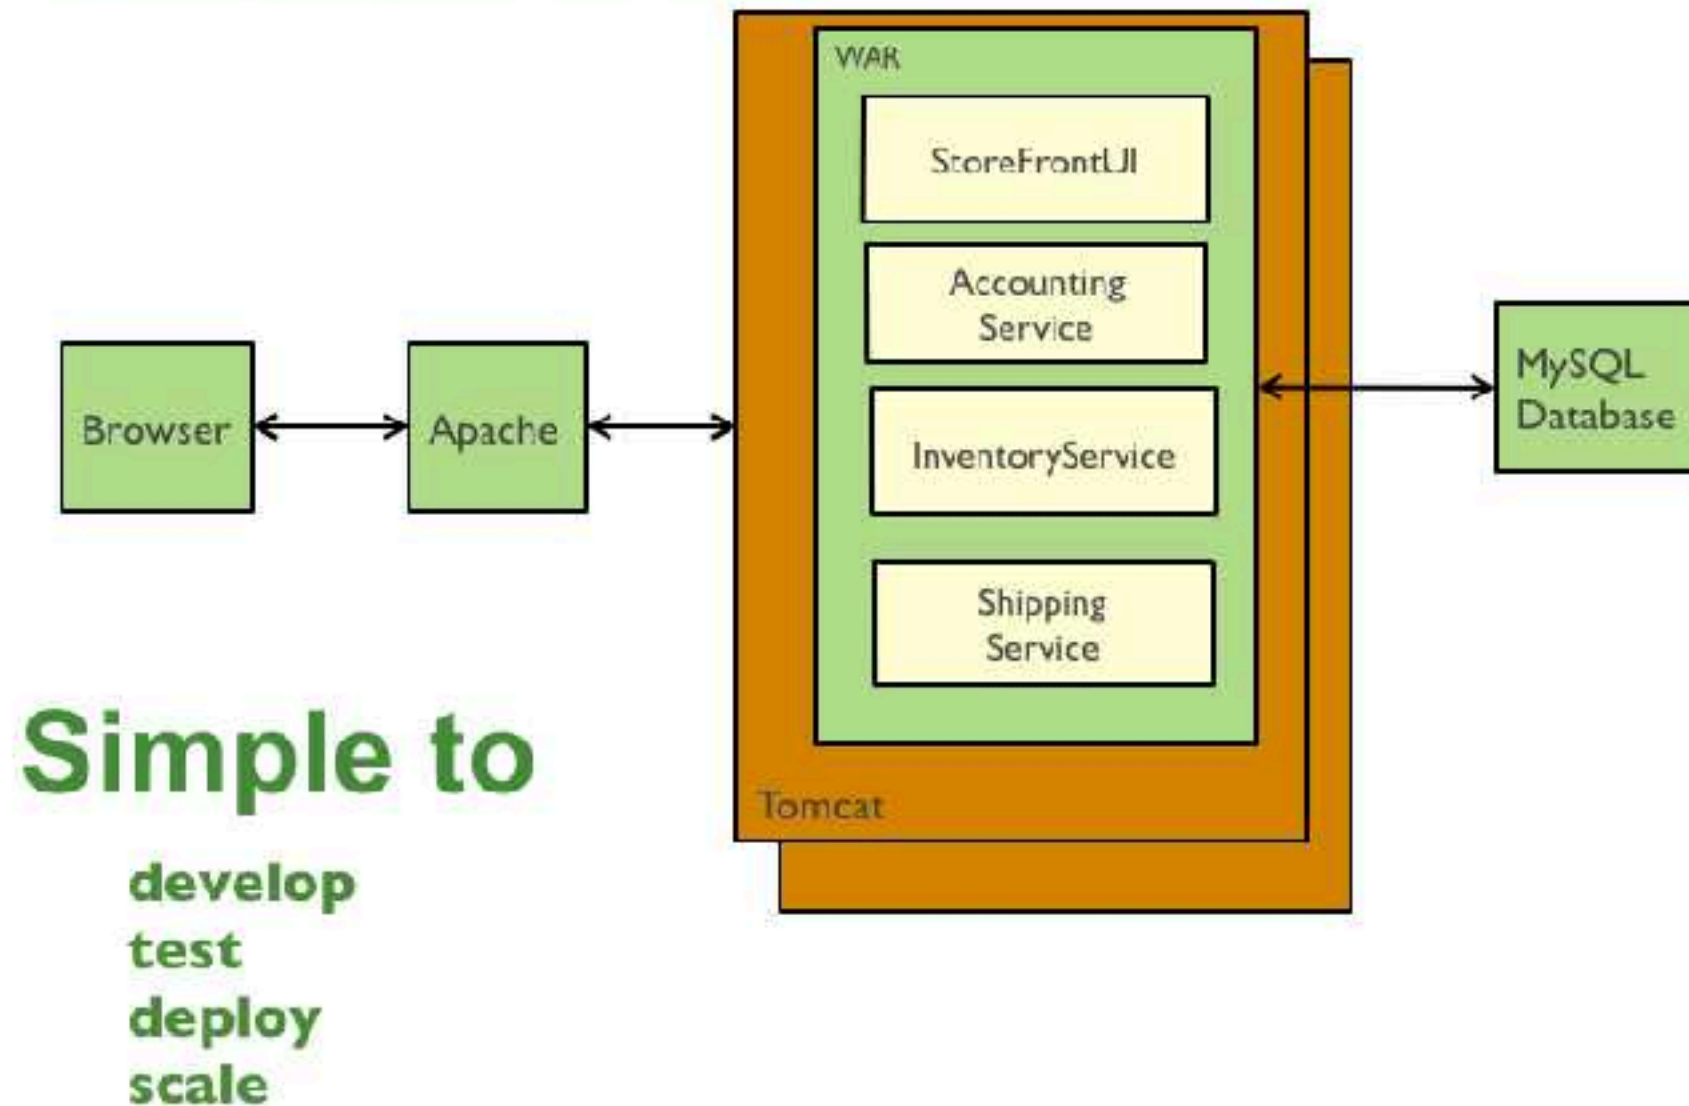 WAR
StoreFrontUI
Accounting
Service
InventoryService
Shipping
Service
Tomcat
Browser
Apache
MySQL
Database
Simple to
develop
test
deploy
scale